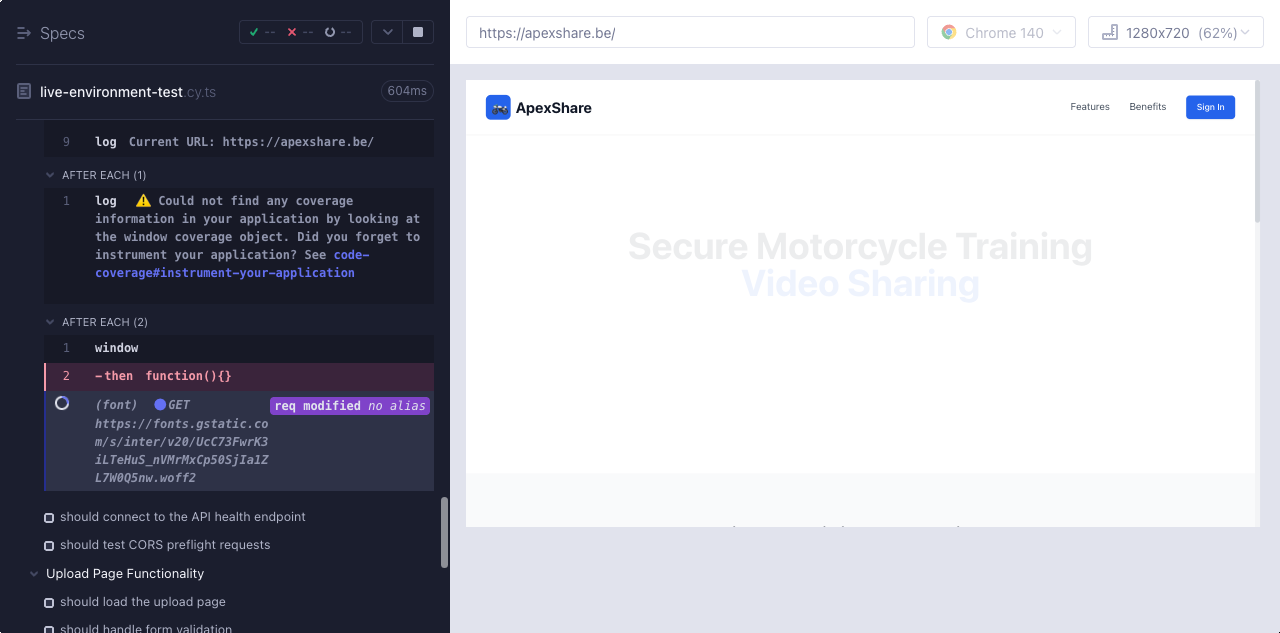 Specs
-- -- --
live-environment-test.cy.ts 604ms
9 log Current URL: https://apexshare.be/
AFTER EACH (1)
1 log ⚠️ Could not find any coverage
information in your application by looking at
the window coverage object. Did you forget to
instrument your application? See code-
coverage#instrument-your-application
AFTER EACH (2)
1 window
2 -then function(){}
(font) GET req modified no alias
https://fonts.gstatic.co
m/s/inter/v20/UcC73FwrK3
iLTeHuS_nVMrMxCp50SjIa1Z
L7W0Q5nw.woff2
should connect to the API health endpoint
should test CORS preflight requests
Upload Page Functionality
should load the upload page
should handle form validation
https://apexshare.be/
Chrome 140
1280x720 (62%)
ApexShare
Features Benefits Sign In
Secure Motorcycle Training
Video Sharing